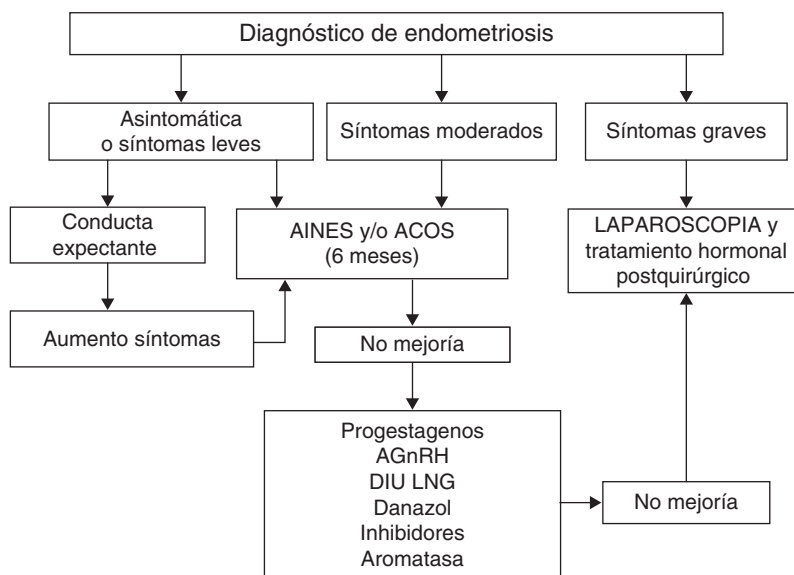 Diagnóstico de endometriosis
Asintomática
o síntomas leves
Síntomas moderados
Síntomas graves
Conducta
expectante
AINES y/o ACOS
(6 meses)
LAPAROSCOPIA y
tratamiento hormonal
postquirúrgico
Aumento síntomas
No mejoría
Progestagenos
AGnRH
DIU LNG
Danazol
Inhibidores
Aromatasa
No mejoría